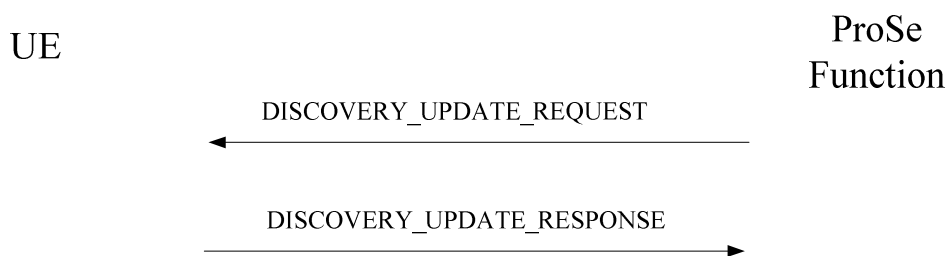 UE
ProSe
Function
DISCOVERY_UPDATE_REQUEST
DISCOVERY_UPDATE_RESPONSE